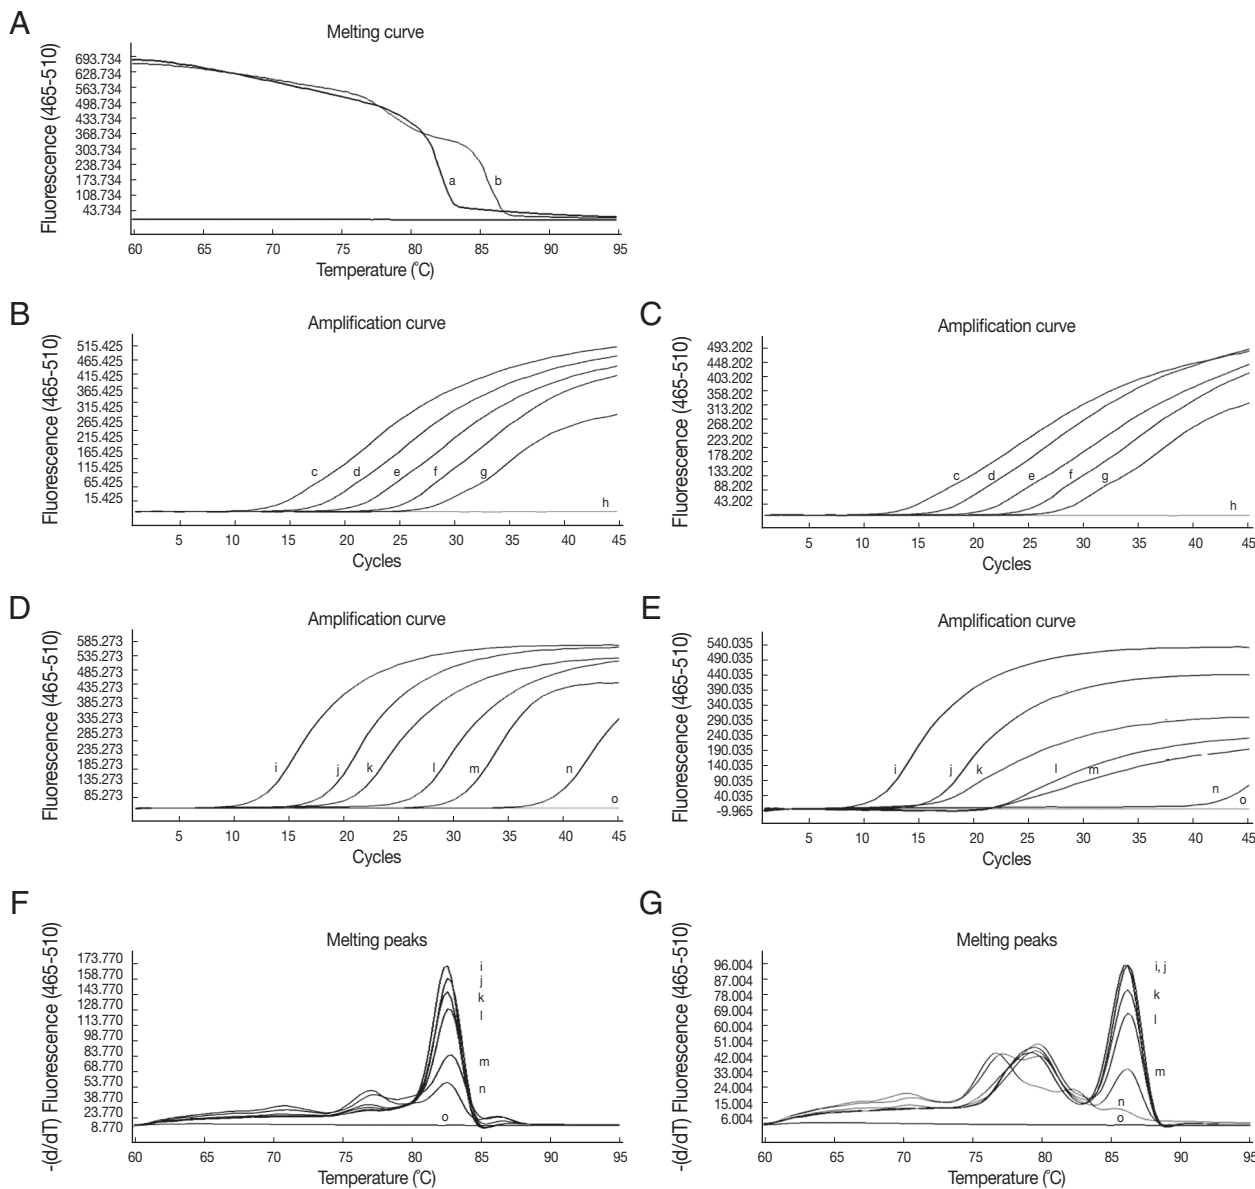 A
Melting curve
Fluorescence (465-510)
693.734
628.734
563.734
498.734
433.734
368.734
303.734
238.734
173.734
108.734
43.734
a
b
60 65 70 75 80 85 90 95
Temperature (˚C)
B
Amplification curve
Fluorescence (465-510)
515.425
465.425
415.425
365.425
315.425
265.425
215.425
165.425
115.425
65.425
15.425
c d e f g
h
5 10 15 20 25 30 35 40 45
Cycles
C
Amplification curve
Fluorescence (465-510)
493.202
448.202
403.202
358.202
313.202
268.202
223.202
178.202
133.202
88.202
43.202
c d e f g
h
5 10 15 20 25 30 35 40 45
Cycles
D
Amplification curve
Fluorescence (465-510)
585.273
535.273
485.273
435.273
385.273
335.273
285.273
235.273
185.273
135.273
85.273
i j k l m n
o
5 10 15 20 25 30 35 40 45
Cycles
E
Amplification curve
Fluorescence (465-510)
540.035
490.035
440.035
390.035
340.035
290.035
240.035
190.035
140.035
90.035
40.035
-9.965
i j k l m
n
o
5 10 15 20 25 30 35 40 45
Cycles
F
Melting peaks
-(d/dT) Fluorescence (465-510)
173.770
158.770
143.770
128.770
113.770
98.770
83.770
68.770
53.770
38.770
23.770
8.770
i
j
k
l
m
n
o
60 65 70 75 80 85 90 95
Temperature (˚C)
G
Melting peaks
-(d/dT) Fluorescence (465-510)
96.004
87.004
78.004
69.004
60.004
51.004
42.004
33.004
24.004
15.004
6.004
i, j
k
l
m
n
o
60 65 70 75 80 85 90 95
Temperature (˚C)